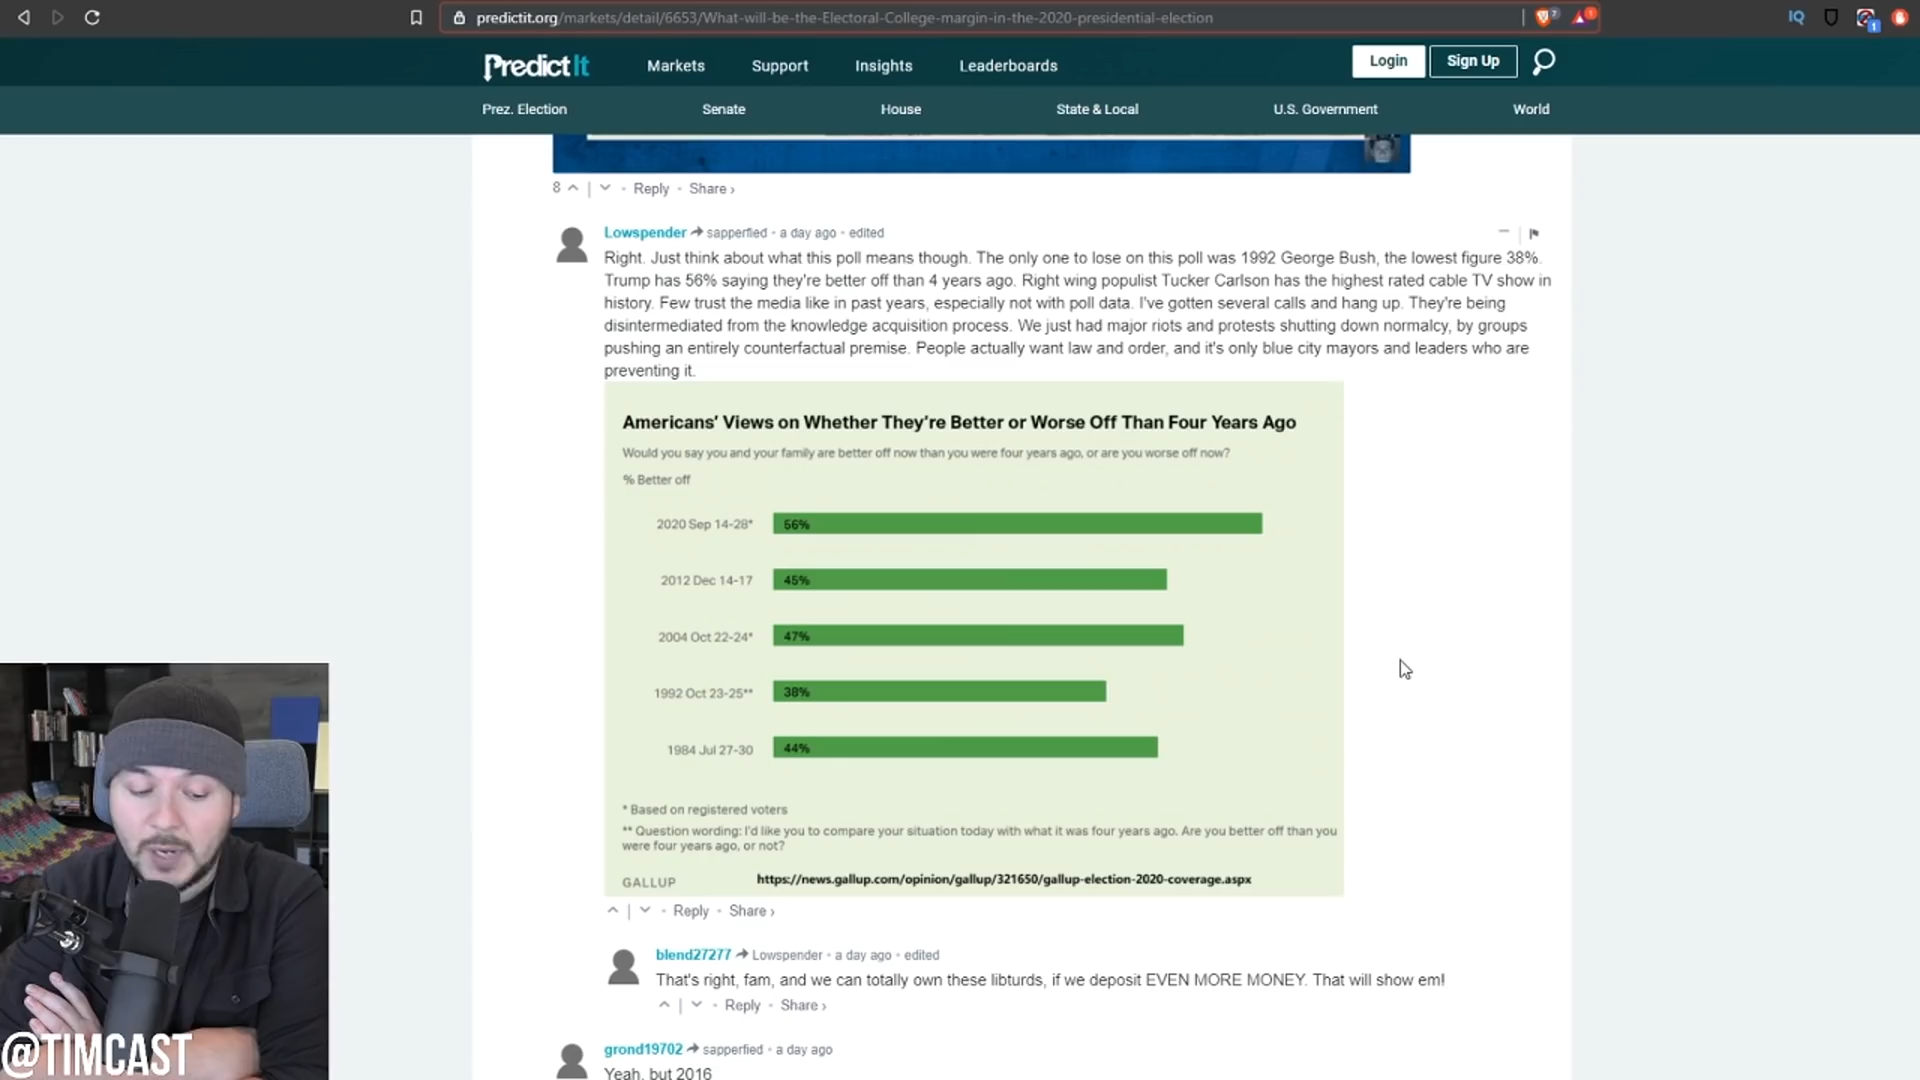 predictit.org/markets/detail/6653/What-will-be-the-Electoral-College-margin-in-the-2020-presidential-election
7
1
IQ
1
PredictIt
Markets
Support
Insights
Leaderboards
Login
Sign Up
Prez. Election
Senate
House
State & Local
U.S. Government
World
8 | • Reply • Share ›
Lowspender sapperfied • a day ago • edited
Right. Just think about what this poll means though. The only one to lose on this poll was 1992 George Bush, the lowest figure 38%.
Trump has 56% saying they're better off than 4 years ago. Right wing populist Tucker Carlson has the highest rated cable TV show in
history. Few trust the media like in past years, especially not with poll data. I've gotten several calls and hang up. They're being
disintermediated from the knowledge acquisition process. We just had major riots and protests shutting down normalcy, by groups
pushing an entirely counterfactual premise. People actually want law and order, and it's only blue city mayors and leaders who are
preventing it.
Americans' Views on Whether They're Better or Worse Off Than Four Years Ago
Would you say you and your family are better off now than you were four years ago, or are you worse off now?
% Better off
2020 Sep 14-28* 56%
2012 Dec 14-17 45%
2004 Oct 22-24* 47%
1992 Oct 23-25** 38%
1984 Jul 27-30 44%
* Based on registered voters
** Question wording: I'd like you to compare your situation today with what it was four years ago. Are you better off than you
were four years ago, or not?
GALLUP https://news.gallup.com/opinion/gallup/321650/gallup-election-2020-coverage.aspx
| • Reply • Share ›
blend27277 Lowspender • a day ago • edited
That's right, fam, and we can totally own these libturds, if we deposit EVEN MORE MONEY. That will show em!
| • Reply • Share ›
grond19702 sapperfied • a day ago
Yeah, but 2016
@TIMCAST